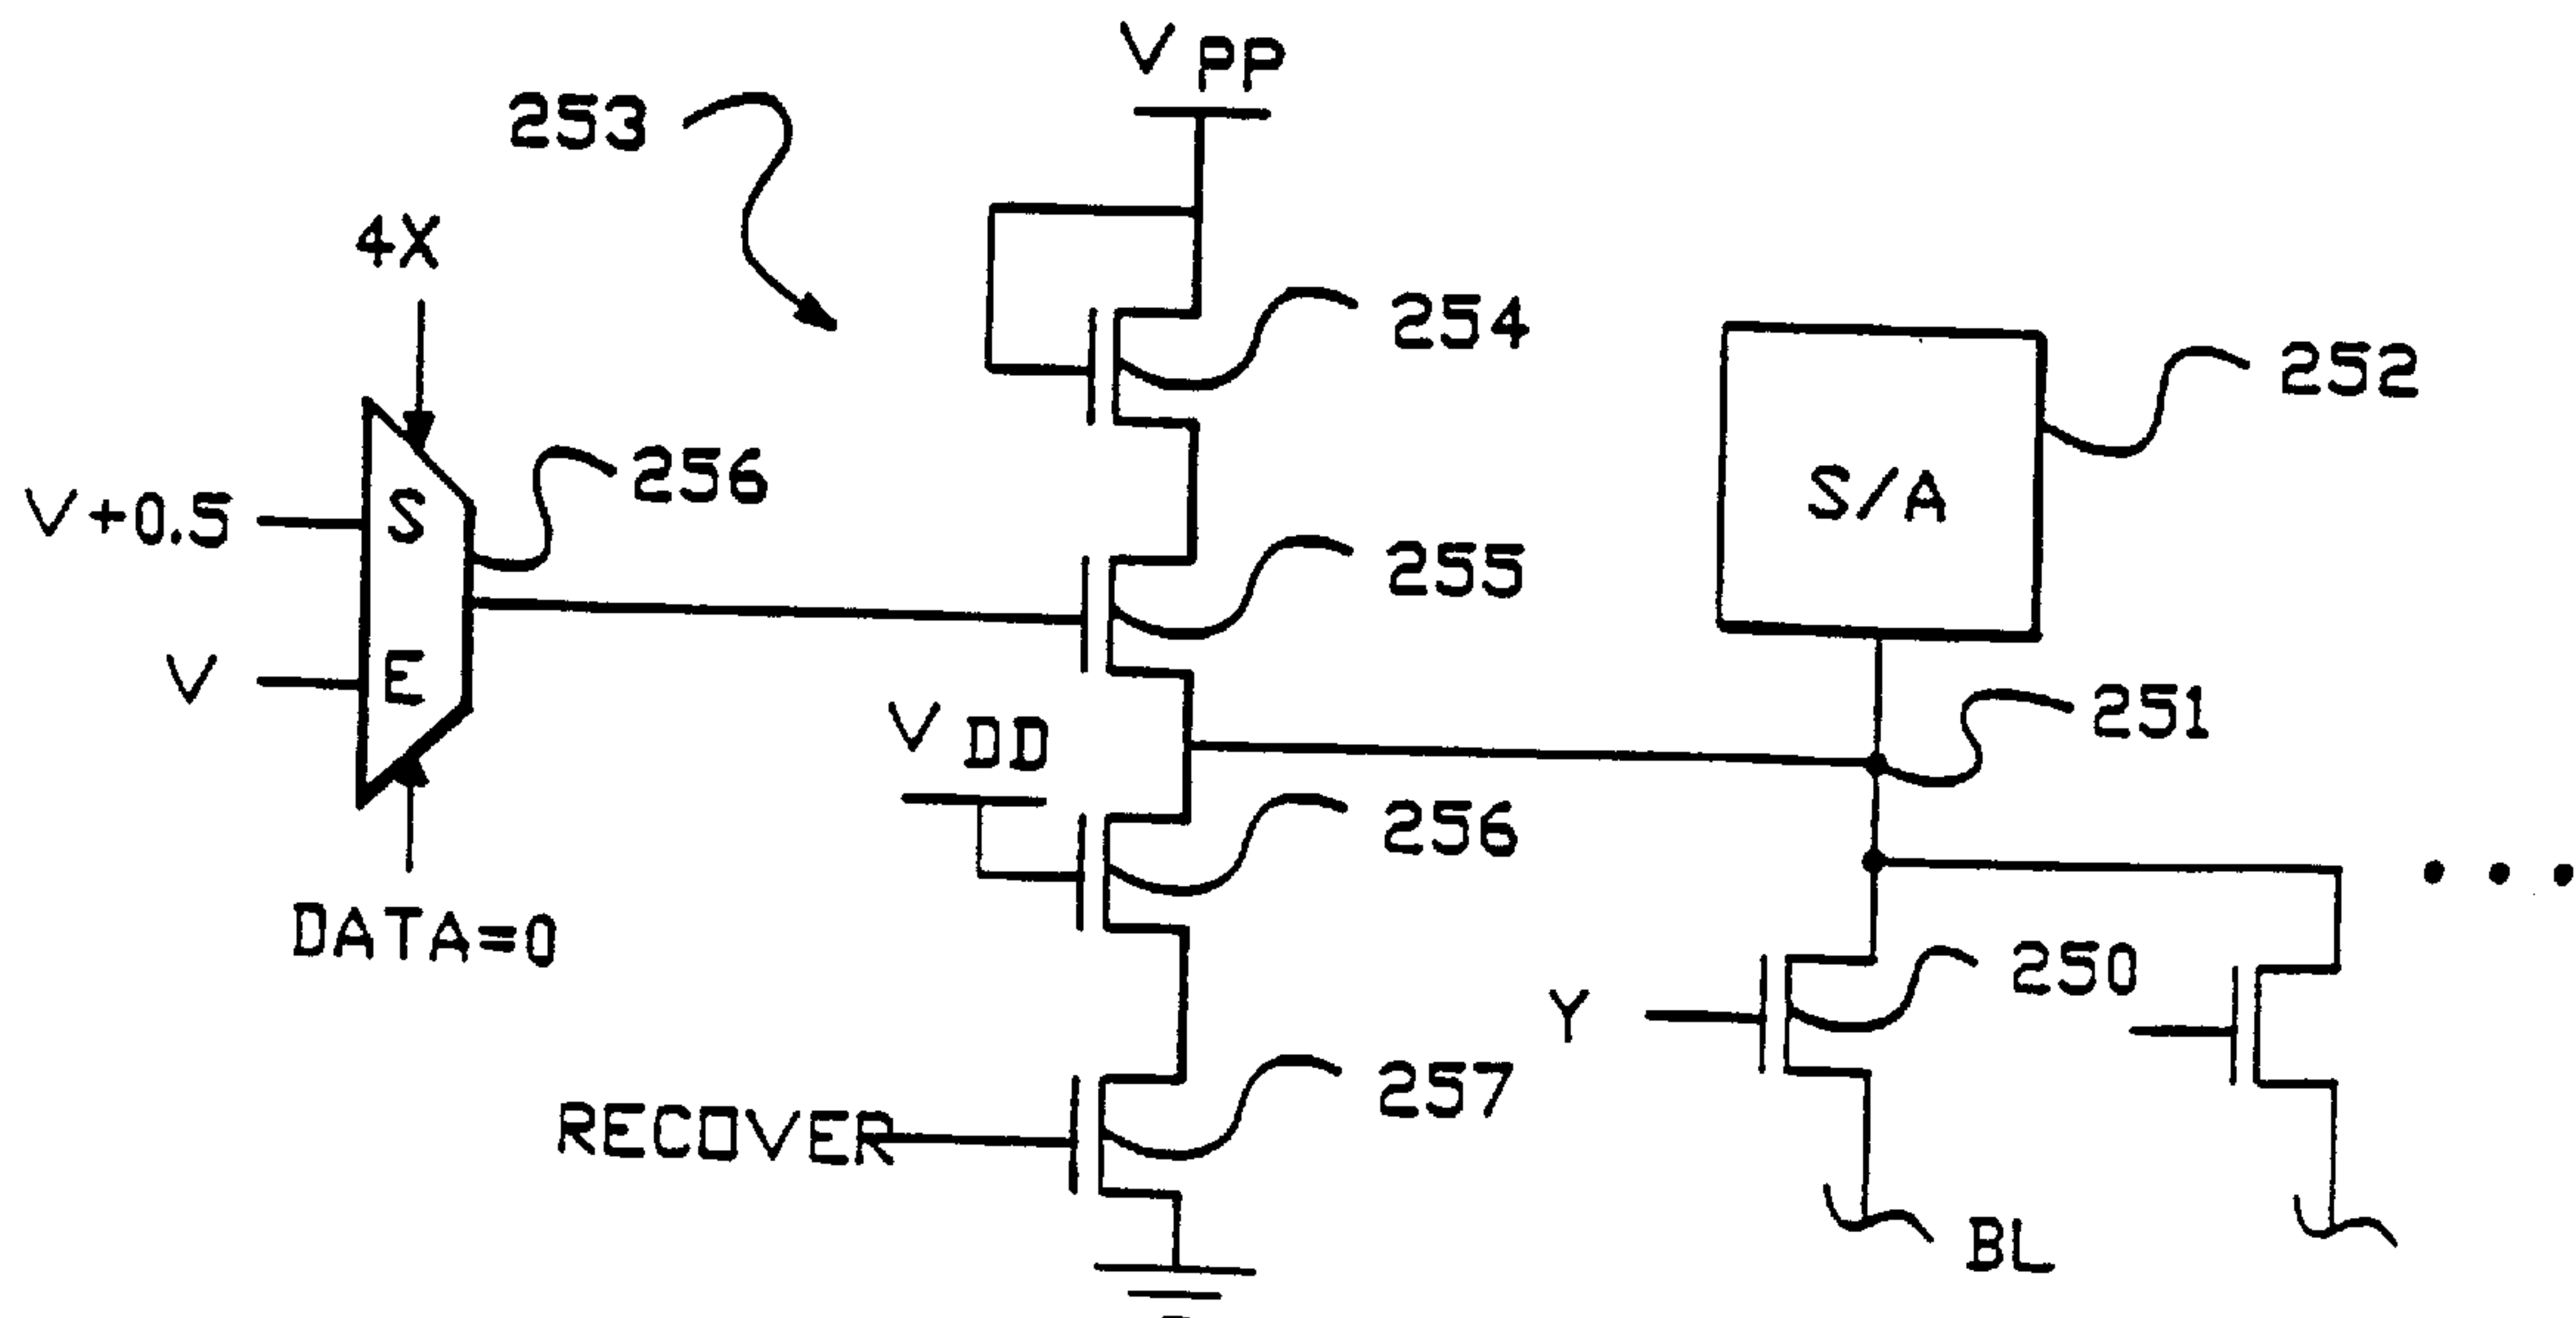 V PP
253
4X
254
252
S
256
V+0.5
S/A
255
E
V
251
V DD
256
DATA=0
250
Y
257
RECOVER
BL